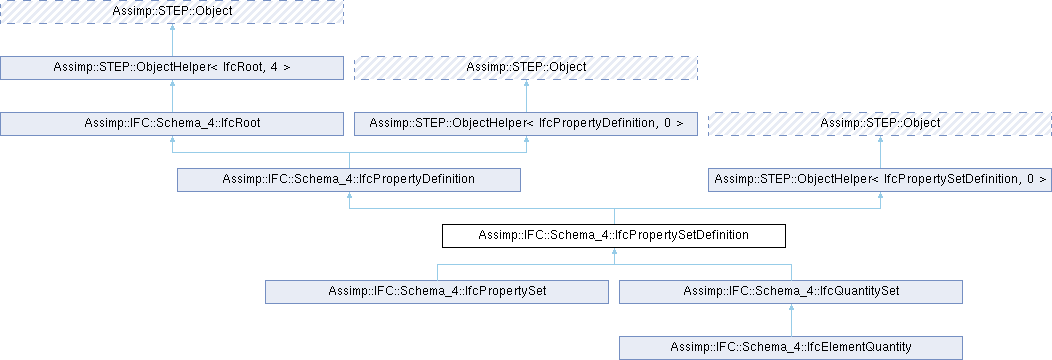 Assimp::STEP::Object
Assimp::STEP::ObjectHelper< IfcRoot, 4 >
Assimp::STEP::Object
Assimp::IFC::Schema_4::IfcRoot
Assimp::STEP::ObjectHelper< IfcPropertyDefinition, 0 >
Assimp::STEP::Object
Assimp::IFC::Schema_4::IfcPropertyDefinition
Assimp::STEP::ObjectHelper< IfcPropertySetDefinition, 0 >
Assimp::IFC::Schema_4::IfcPropertySetDefinition
Assimp::IFC::Schema_4::IfcPropertySet
Assimp::IFC::Schema_4::IfcQuantitySet
Assimp::IFC::Schema_4::IfcElementQuantity